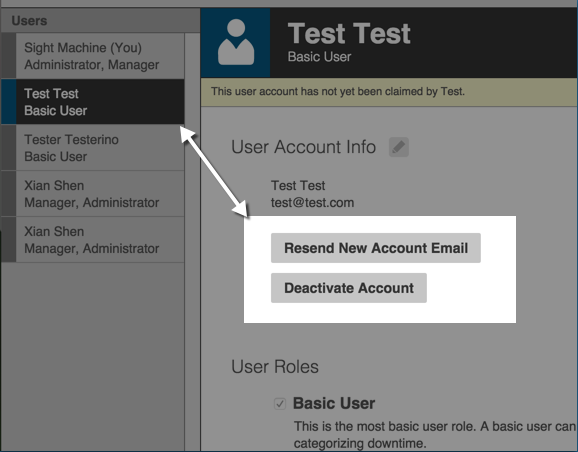 Users
Sight Machine (You)
Administrator, Manager
Test Test
Basic User
Tester Testerino
Basic User
Xian Shen
Manager, Administrator
Xian Shen
Manager, Administrator
Test Test
Basic User
This user account has not yet been claimed by Test.
User Account Info
Test Test
test@test.com
Resend New Account Email
Deactivate Account
User Roles
Basic User
This is the most basic user role. A basic user can
categorizing downtime.